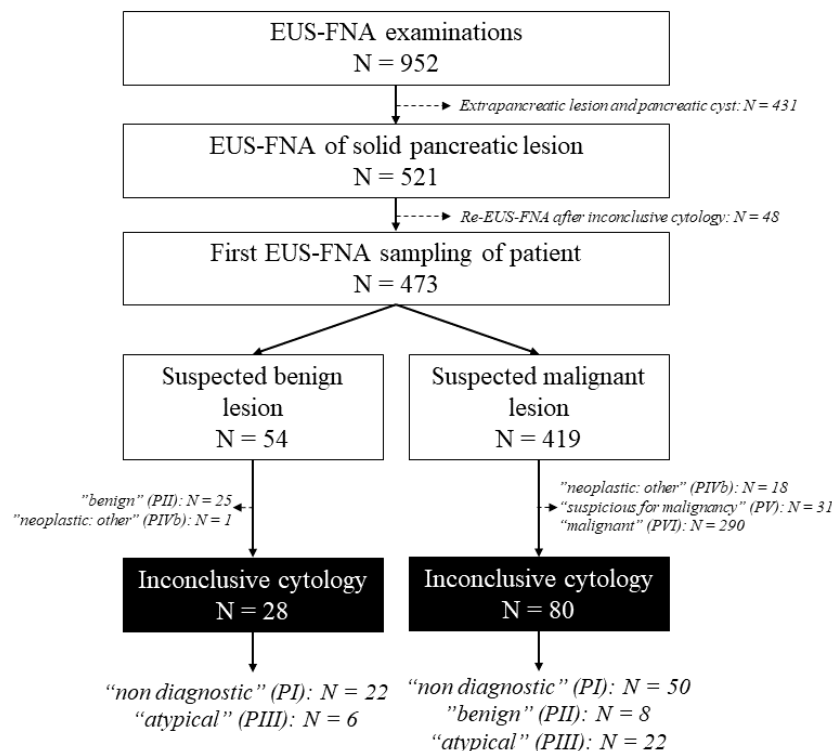 EUS-FNA examinations
N = 952
Extrapancreatic lesion and pancreatic cyst: N = 431
EUS-FNA of solid pancreatic lesion
N = 521
Re-EUS-FNA after inconclusive cytology: N = 48
First EUS-FNA sampling of patient
N = 473
Suspected benign
lesion
N = 54
Suspected malignant
lesion
N = 419
”benign” (PII): N = 25
”neoplastic: other” (PIVb): N = 1
”neoplastic: other” (PIVb): N = 18
“suspicious for malignancy” (PV): N = 31
“malignant” (PVI): N = 290
Inconclusive cytology
N = 28
Inconclusive cytology
N = 80
“non diagnostic” (PI): N = 22
“atypical” (PIII): N = 6
“non diagnostic” (PI): N = 50
”benign” (PII): N = 8
“atypical” (PIII): N = 22